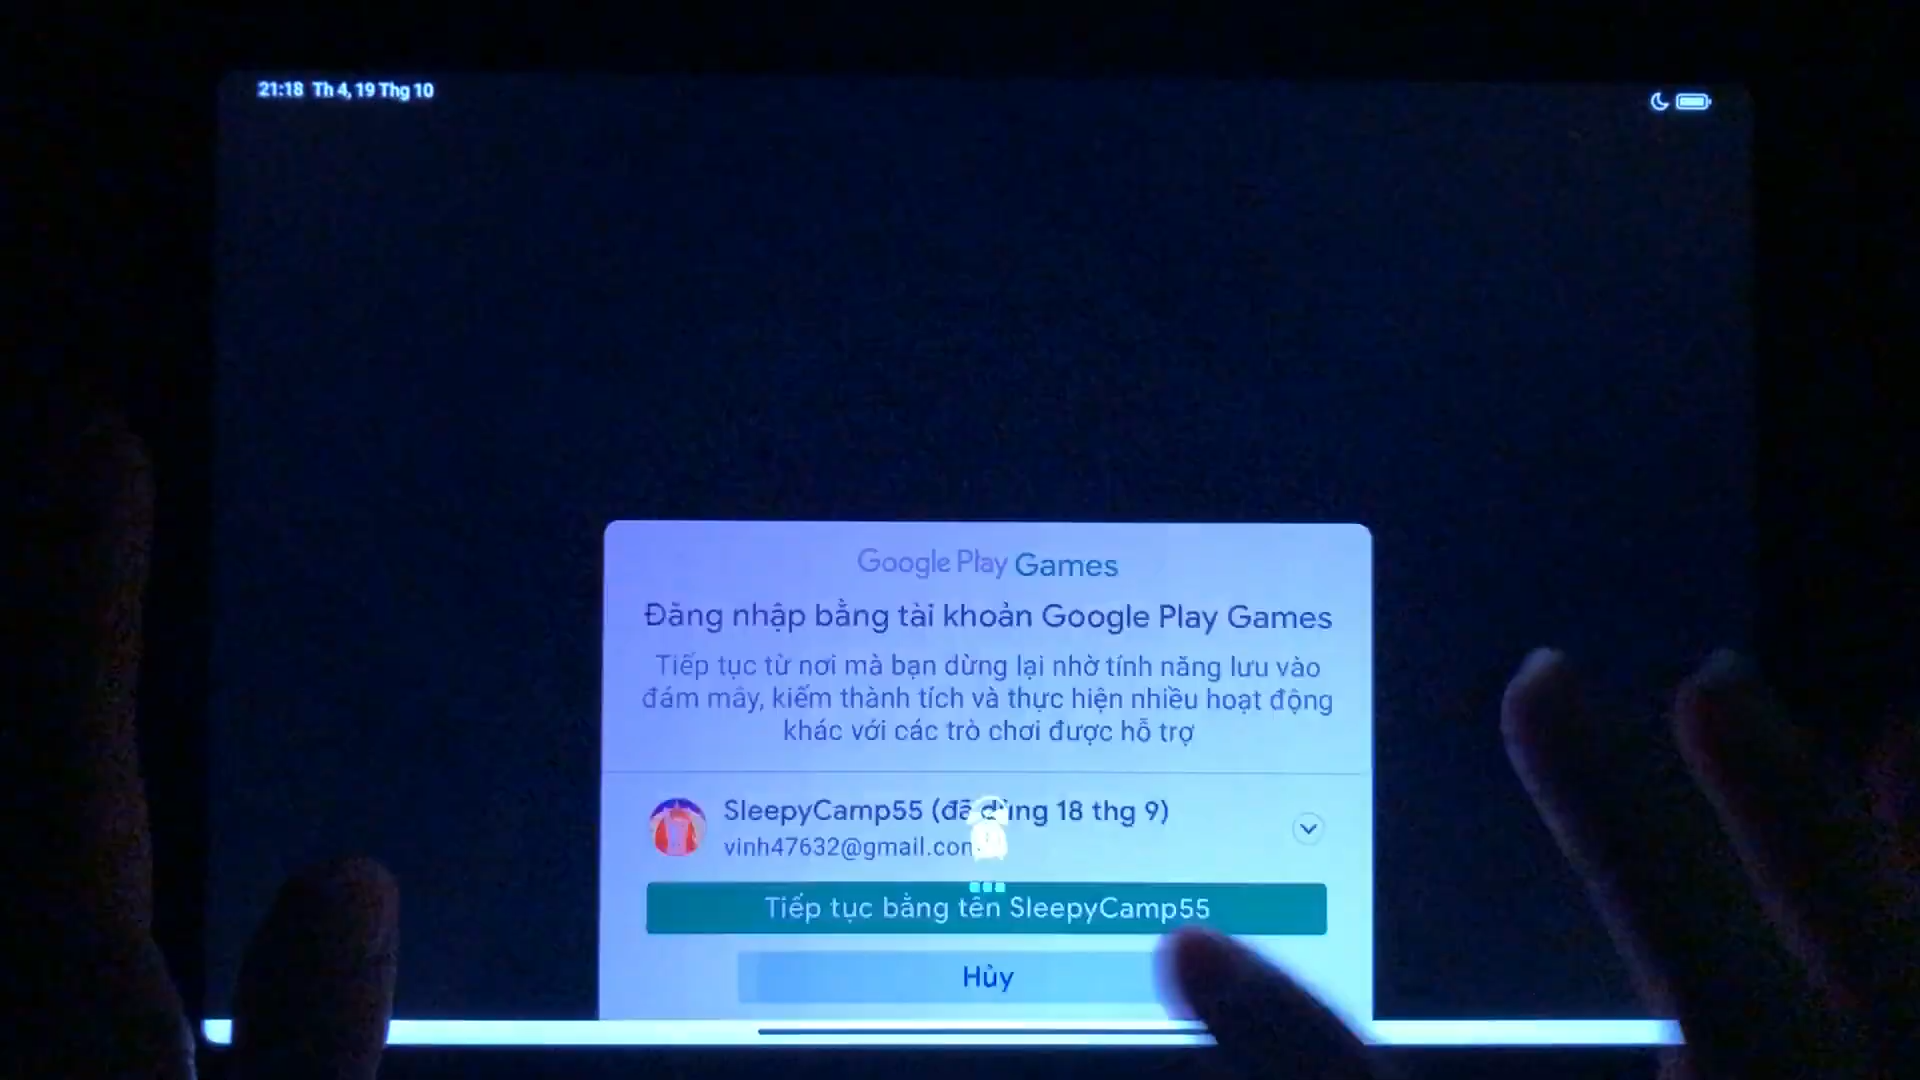 21:18 Th 4, 19 Thg 10
Google Play Games
Đăng nhập bằng tài khoản Google Play Games
Tiếp tục từ nơi mà bạn dừng lại nhờ tính năng lưu vào
đám mây, kiếm thành tích và thực hiện nhiều hoạt động
khác với các trò chơi được hỗ trợ
SleepyCamp55 (đã dùng 18 thg 9)
vinh47632@gmail.com
Tiếp tục bằng tên SleepyCamp55
Hủy